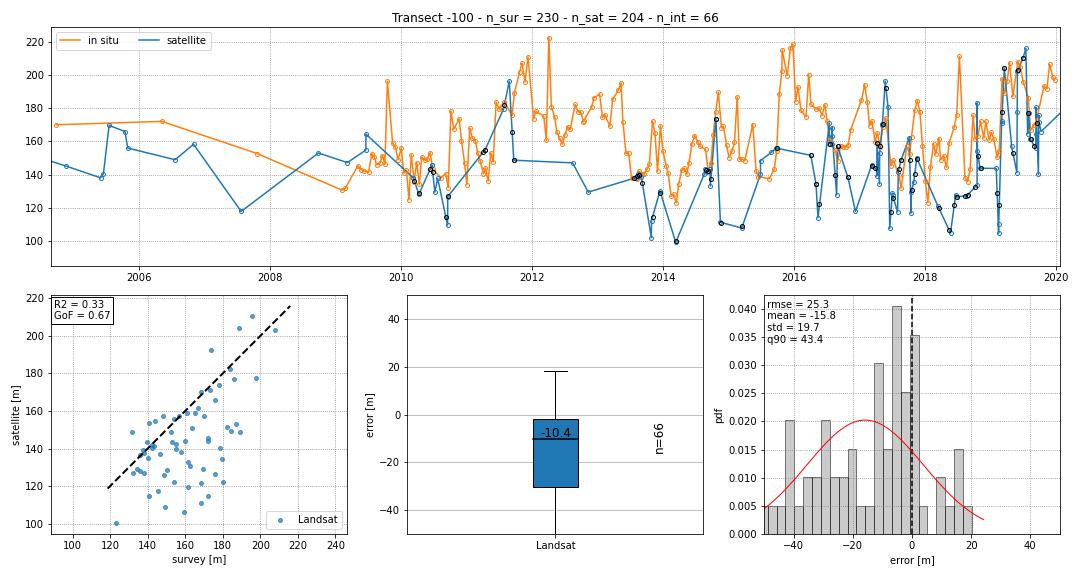 Transect -100 - n_sur = 230 - n_sat = 204 - n_int = 66
in situ satellite
220
200
180
160
140
120
100
2006 2008 2010 2012 2014 2016 2018 2020
R2 = 0.33
GoF = 0.67
satellite [m]
220
200
180
160
140
120
100
Landsat
100 120 140 160 180 200 220 240
survey [m]
error [m]
40
20
0
−20
−40
-10.4
n=66
Landsat
rmse = 25.3
mean = -15.8
std = 19.7
q90 = 43.4
pdf
0.040
0.035
0.030
0.025
0.020
0.015
0.010
0.005
0.000
−40 −20 0 20 40
error [m]